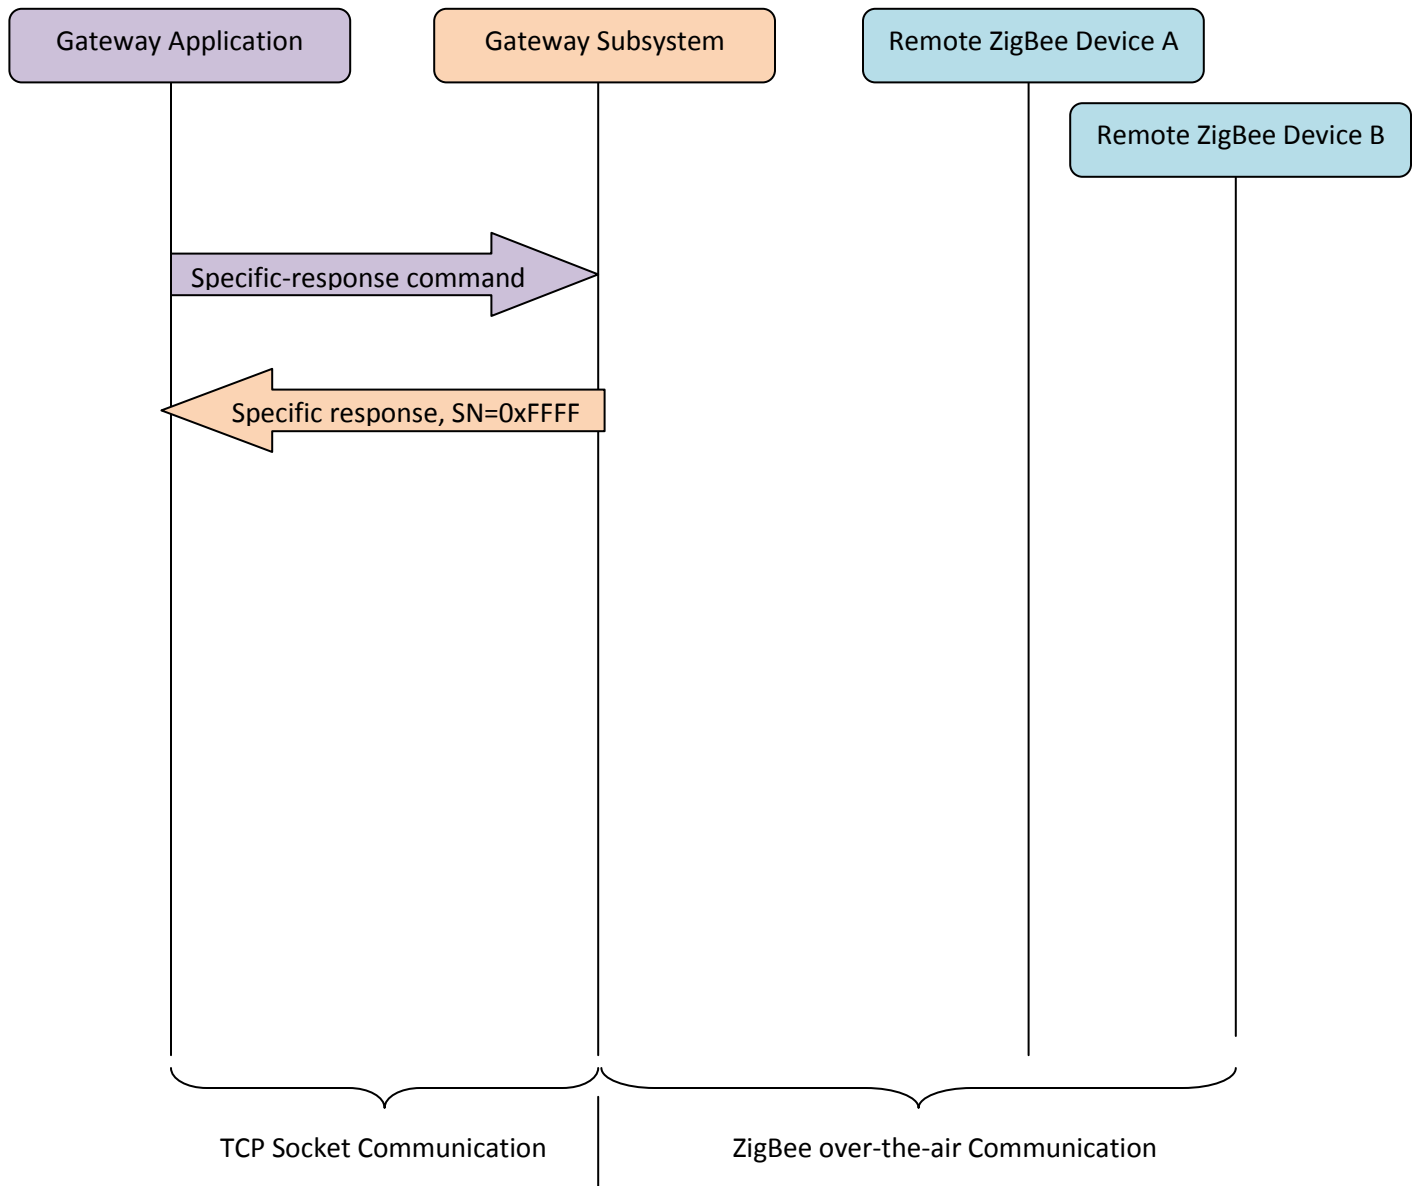 Gateway Application
Gateway Subsystem
Remote ZigBee Device A
Remote ZigBee Device B
Specific-response command
Specific response, SN=0xFFFF
TCP Socket Communication
ZigBee over-the-air Communication